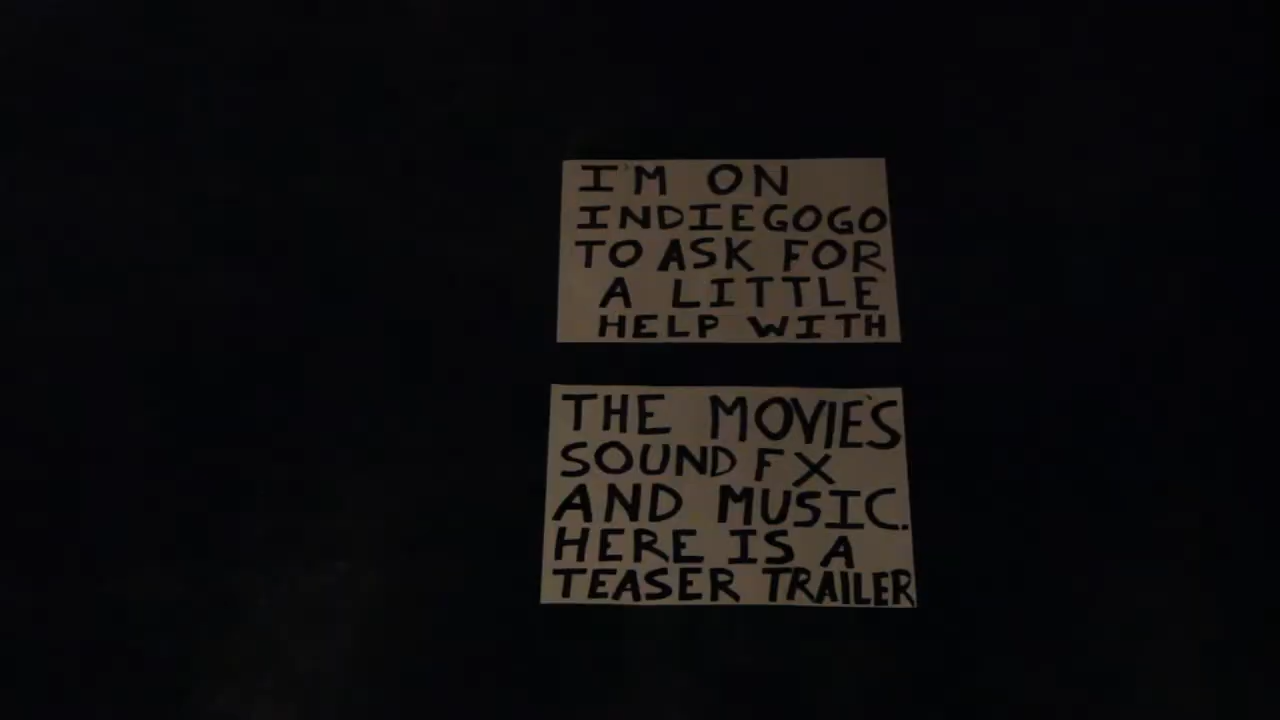 I'M ON
INDIEGOGO
TO ASK FOR
A LITTLE
HELP WITH
THE MOVIE'S
SOUND FX
AND MUSIC.
HERE IS A
TEASER TRAILER